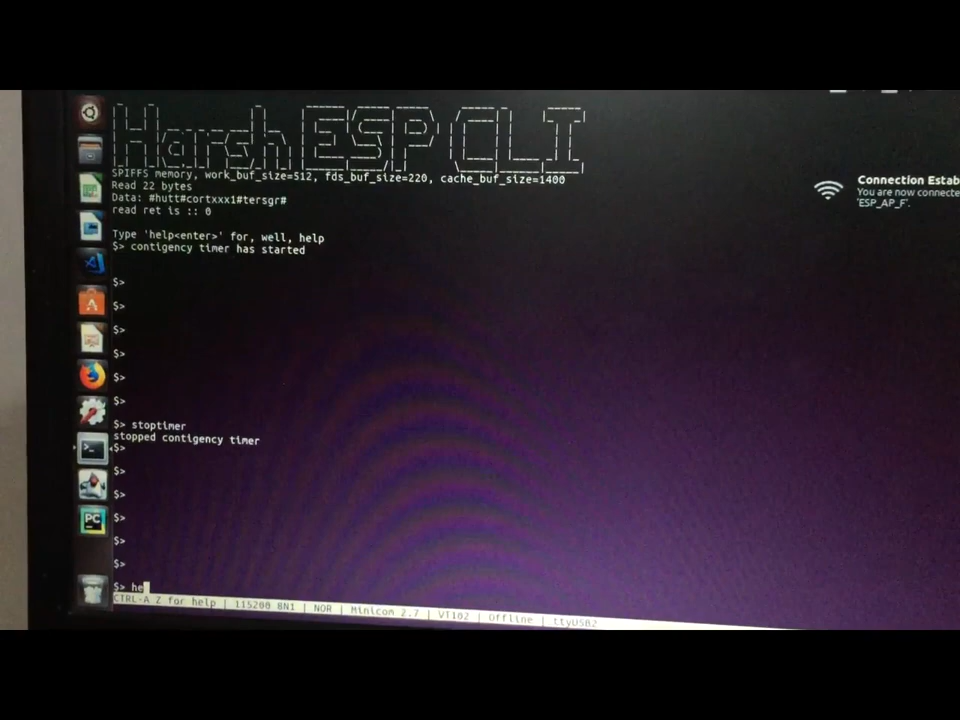 Harsh ESP CLI
SPIFFS memory, work_buf_size=512, fds_buf_size=220, cache_buf_size=1400
Read 22 bytes
Data: #hutt#cortxxx1#tersgr#
read ret is :: 0
Type 'help<enter>' for, well, help
$> contigency timer has started
$>
$>
$>
$>
$>
$>
$> stoptimer
stopped contigency timer
$>
$>
$>
$>
$>
$>
$> he
CTRL-A Z for help | 115200 8N1 | NOR | Minicom 2.7 | VT102 | Offline | ttyUSB2
Connection Estab
You are now connecte
'ESP_AP_F'.
PC